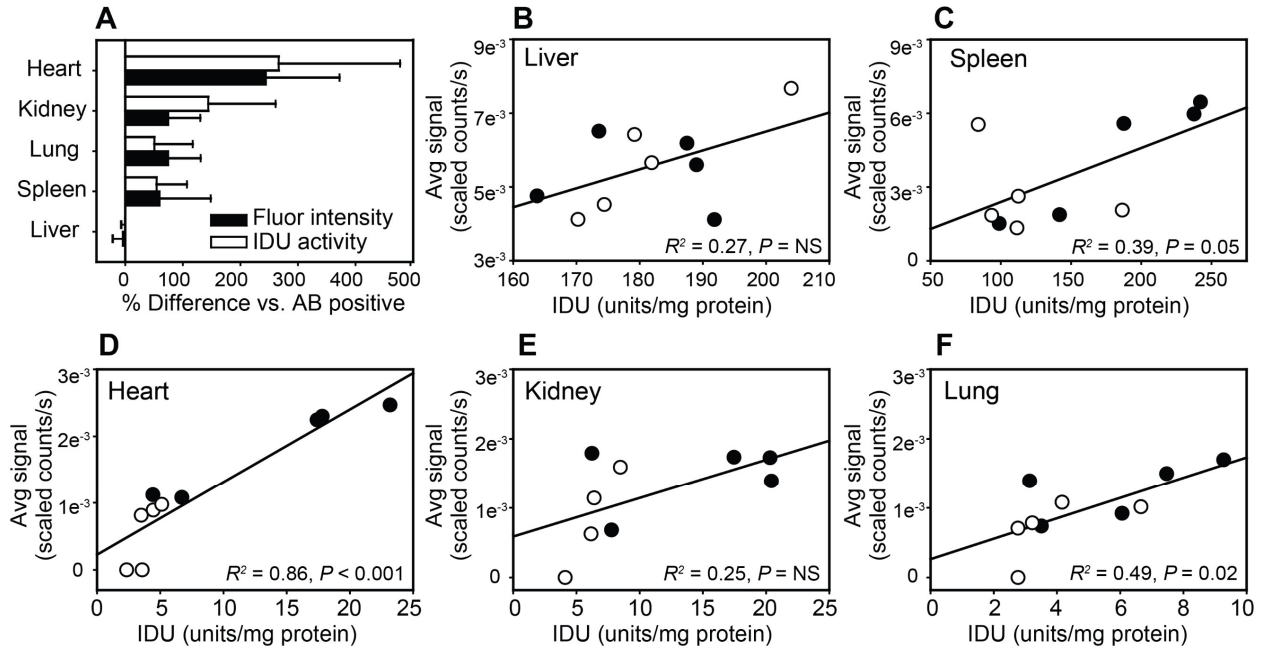 A
Heart
Kidney
Lung
Spleen
Liver
Fluor intensity
IDU activity
0 100 200 300 400 500
% Difference vs. AB positive
B
Avg signal
(scaled counts/s)
9e-3
7e-3
5e-3
3e-3
Liver
R² = 0.27, P = NS
160 170 180 190 200 210
IDU (units/mg protein)
C
Avg signal
(scaled counts/s)
9e-3
6e-3
3e-3
0
Spleen
R² = 0.39, P = 0.05
50 100 150 200 250
IDU (units/mg protein)
D
Avg signal
(scaled counts/s)
3e-3
2e-3
1e-3
0
Heart
R² = 0.86, P < 0.001
0 5 10 15 20 25
IDU (units/mg protein)
E
Avg signal
(scaled counts/s)
3e-3
2e-3
1e-3
0
Kidney
R² = 0.25, P = NS
0 5 10 15 20 25
IDU (units/mg protein)
F
Avg signal
(scaled counts/s)
3e-3
2e-3
1e-3
0
Lung
R² = 0.49, P = 0.02
0 2 4 6 8 10
IDU (units/mg protein)